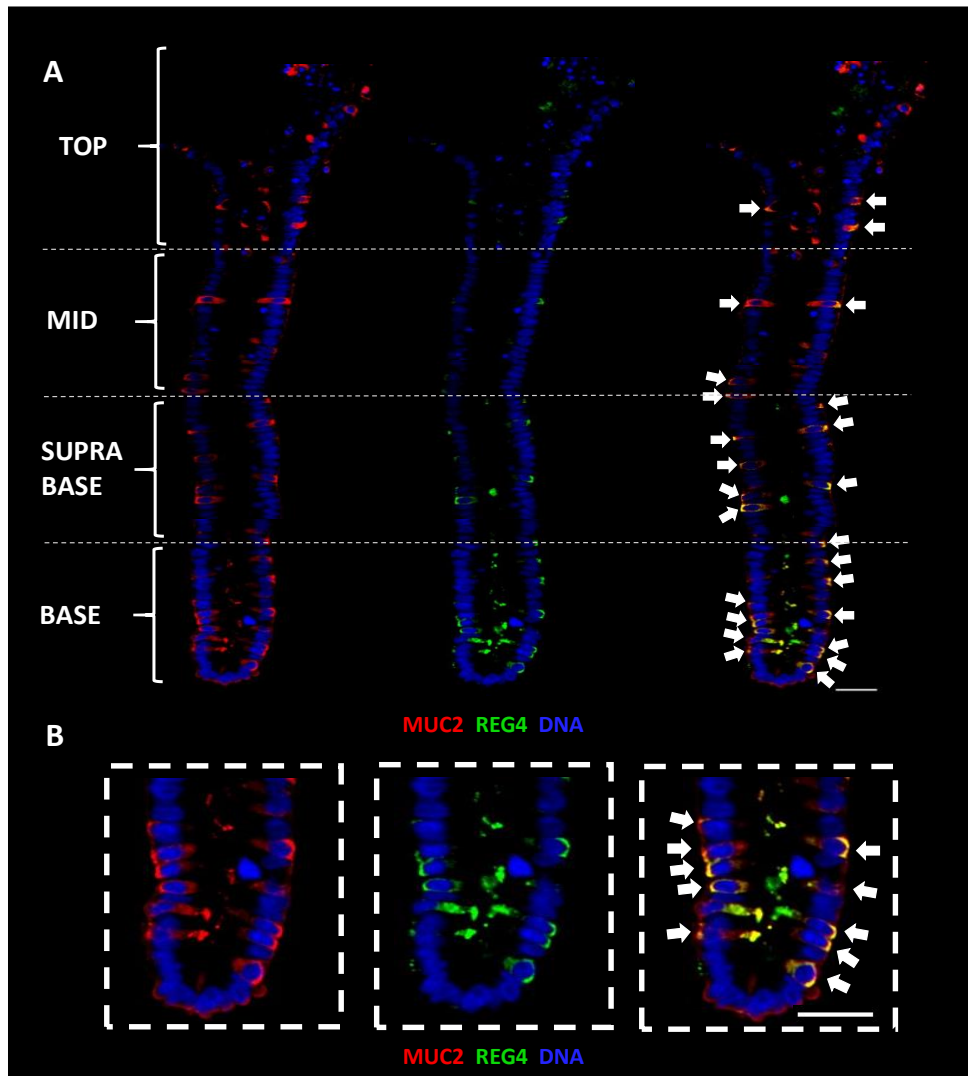 A
TOP
MID
SUPRA
BASE
BASE
MUC2 REG4 DNA
B
MUC2 REG4 DNA